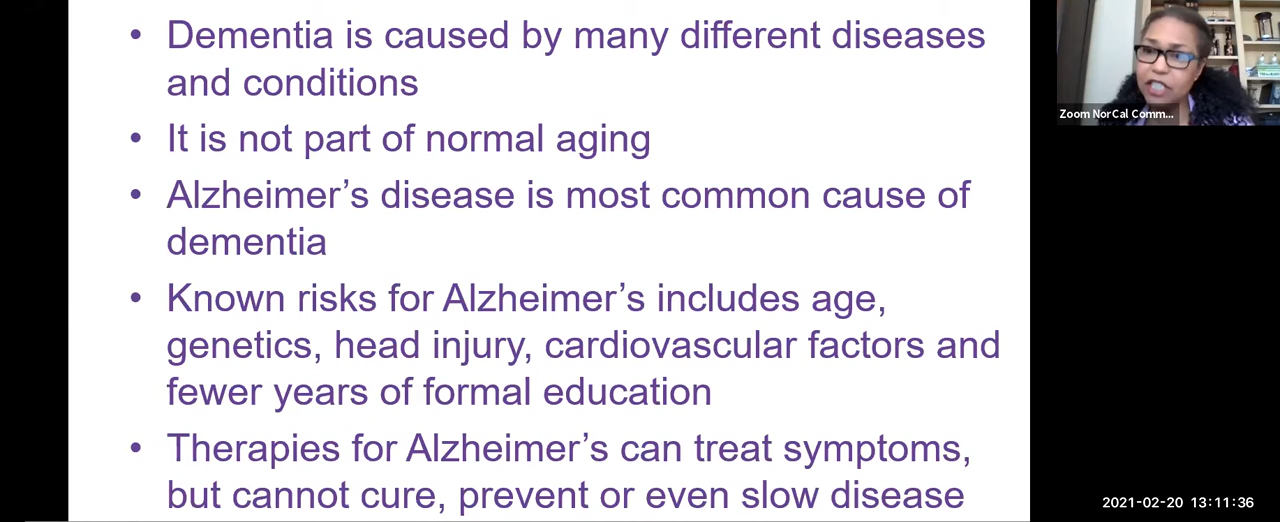 • Dementia is caused by many different diseases
and conditions
• It is not part of normal aging
• Alzheimer’s disease is most common cause of
dementia
• Known risks for Alzheimer’s includes age,
genetics, head injury, cardiovascular factors and
fewer years of formal education
• Therapies for Alzheimer’s can treat symptoms,
but cannot cure, prevent or even slow disease
Zoom NorCal Comm...
2021-02-20 13:11:36